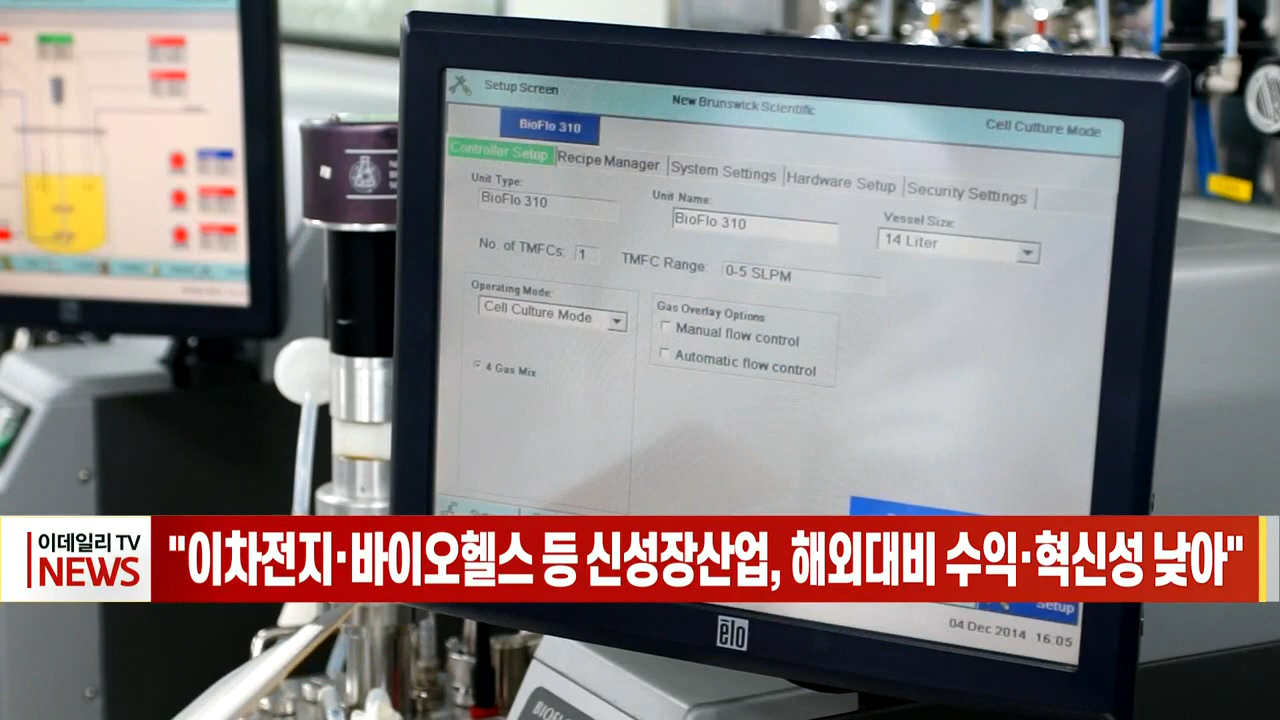 Setup Screen
New Brunswick Scientific
Cell Culture Mode
BioFlo 310
Controller Setup
Recipe Manager
System Settings
Hardware Setup
Security Settings
Unit Type:
BioFlo 310
Unit Name:
BioFlo 310
Vessel Size:
14 Liter
No. of TMFCs: 1
TMFC Range: 0-5 SLPM
Operating Mode:
Cell Culture Mode
Gas Overlay Options
Manual flow control
Automatic flow control
4 Gas Mix
이데일리 TV
NEWS
"이차전지·바이오헬스 등 신성장산업, 해외대비 수익·혁신성 낮아"
Setup
04 Dec 2014 16:05
elo